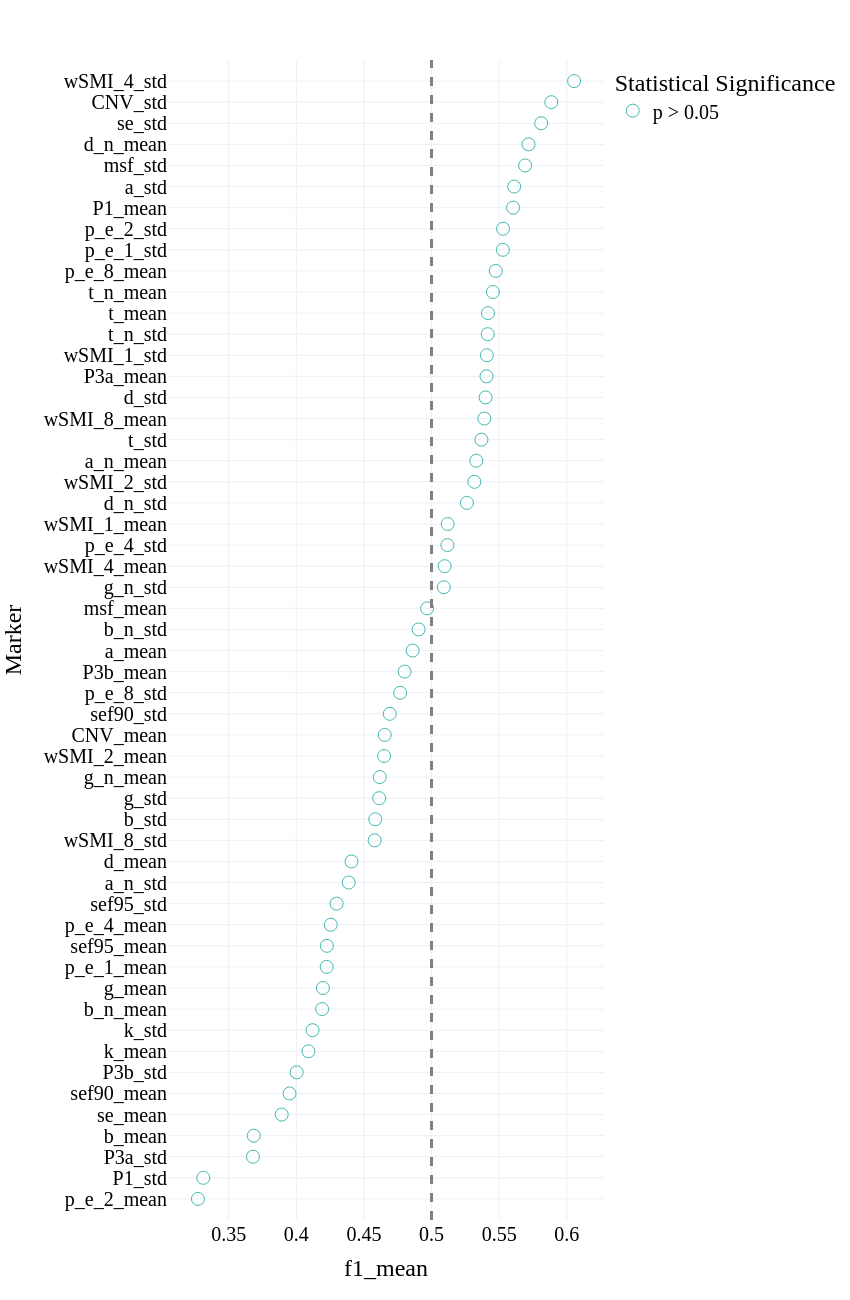 wSMI_4_std
CNV_std
se_std
d_n_mean
msf_std
a_std
P1_mean
p_e_2_std
p_e_1_std
p_e_8_mean
t_n_mean
t_mean
t_n_std
wSMI_1_std
P3a_mean
d_std
wSMI_8_mean
t_std
a_n_mean
wSMI_2_std
d_n_std
wSMI_1_mean
p_e_4_std
wSMI_4_mean
g_n_std
msf_mean
b_n_std
a_mean
P3b_mean
p_e_8_std
sef90_std
CNV_mean
wSMI_2_mean
g_n_mean
g_std
b_std
wSMI_8_std
d_mean
a_n_std
sef95_std
p_e_4_mean
sef95_mean
p_e_1_mean
g_mean
b_n_mean
k_std
k_mean
P3b_std
sef90_mean
se_mean
b_mean
P3a_std
P1_std
p_e_2_mean
Marker
0.35 0.4 0.45 0.5 0.55 0.6
f1_mean
Statistical Significance
p > 0.05